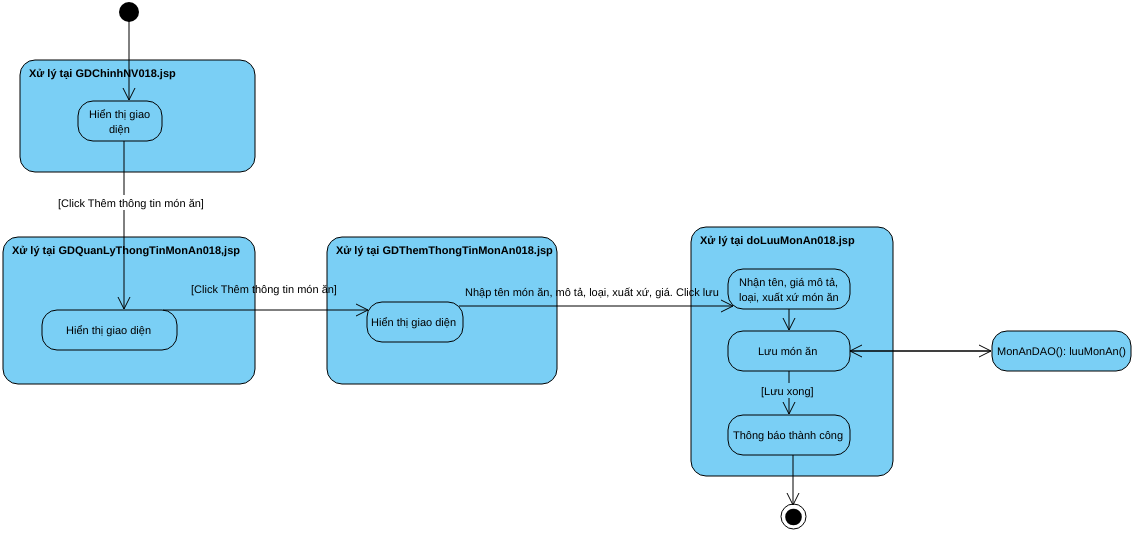 Xử lý tại GDChinhNV018.jsp
Hiển thị giao
diện
[Click Thêm thông tin món ăn]
Xử lý tại GDQuanLyThongTinMonAn018,jsp
[Click Thêm thông tin món ăn]
Hiển thị giao diện
Xử lý tại GDThemThongTinMonAn018.jsp
Hiển thị giao diện
Nhập tên món ăn, mô tả, loại, xuất xứ, giá. Click lưu
Xử lý tại doLuuMonAn018.jsp
Nhận tên, giá mô tả,
loại, xuất xứ món ăn
Lưu món ăn
MonAnDAO(): luuMonAn()
[Lưu xong]
Thông báo thành công